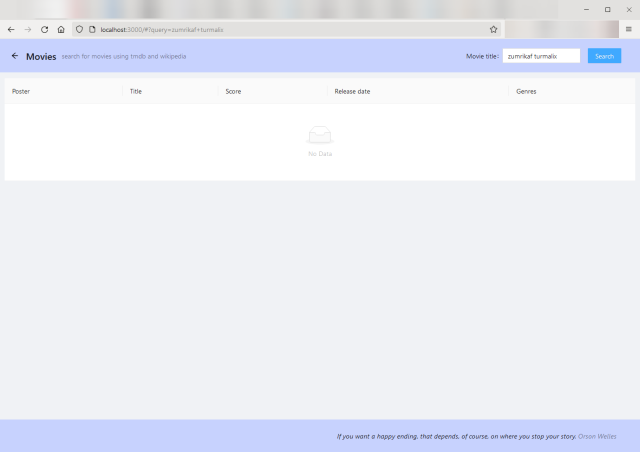 localhost:3000/#?query=zumrikaf+turmalix
Movies search for movies using tmdb and wikipedia Movie title: zumrikaf turmalix Search
Poster Title Score Release date Genres
No Data
If you want a happy ending, that depends, of course, on where you stop your story. Orson Welles